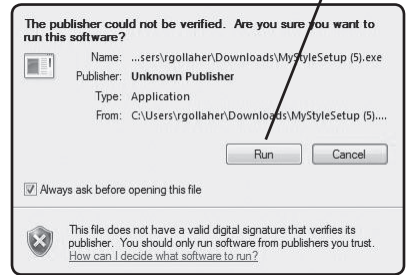 The publisher could not be verified. Are you sure you want to
run this software?
Name: ...sers\rgollaher\Downloads\MyStyleSetup (5).exe
Publisher: Unknown Publisher
Type: Application
From: C:\Users\rgollaher\Downloads\MyStyleSetup (5)....
Run Cancel
Always ask before opening this file
This file does not have a valid digital signature that verifies its
publisher. You should only run software from publishers you trust.
How can I decide what software to run?